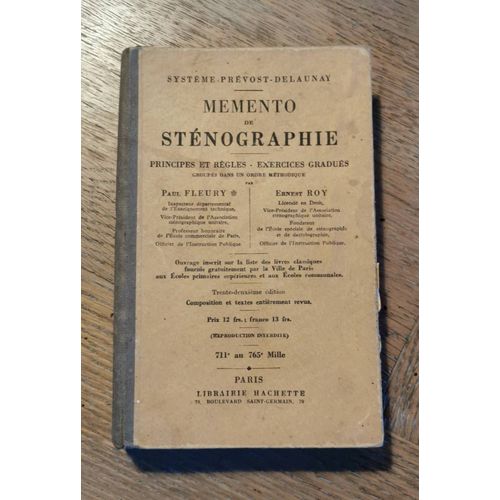 SYSTÈME PRÉVOST-DELAUNAY
MEMENTO
DE
STÉNOGRAPHIE
PRINCIPES ET RÈGLES - EXERCICES GRADUÉS
GROUPÉS DANS UN ORDRE MÉTHODIQUE
PAR
PAUL FLEURY
Inspecteur départemental
de l'Enseignement technique,
Vice-Président de l'Association
sténographique unitaire,
Professeur honoraire
de l'École commerciale de Paris,
Officier de l'Instruction Publique
ERNEST ROY
Licencié en Droit,
Vice-Président de l'Association
sténographique unitaire,
Fondateur
de l'École spéciale de sténographie
et de dactylographie,
Officier de l'Instruction Publique.
Ouvrage inscrit sur la liste des livres classiques
fournis gratuitement par la Ville de Paris
aux Écoles primaires supérieures et aux Écoles communales.
Trente-deuxième édition
Composition et textes entièrement revus.
Prix 12 frs.; franco 13 frs.
(REPRODUCTION INTERDITE)
711e au 765e Mille
PARIS
LIBRAIRIE HACHETTE
79, BOULEVARD SAINT-GERMAIN, 79